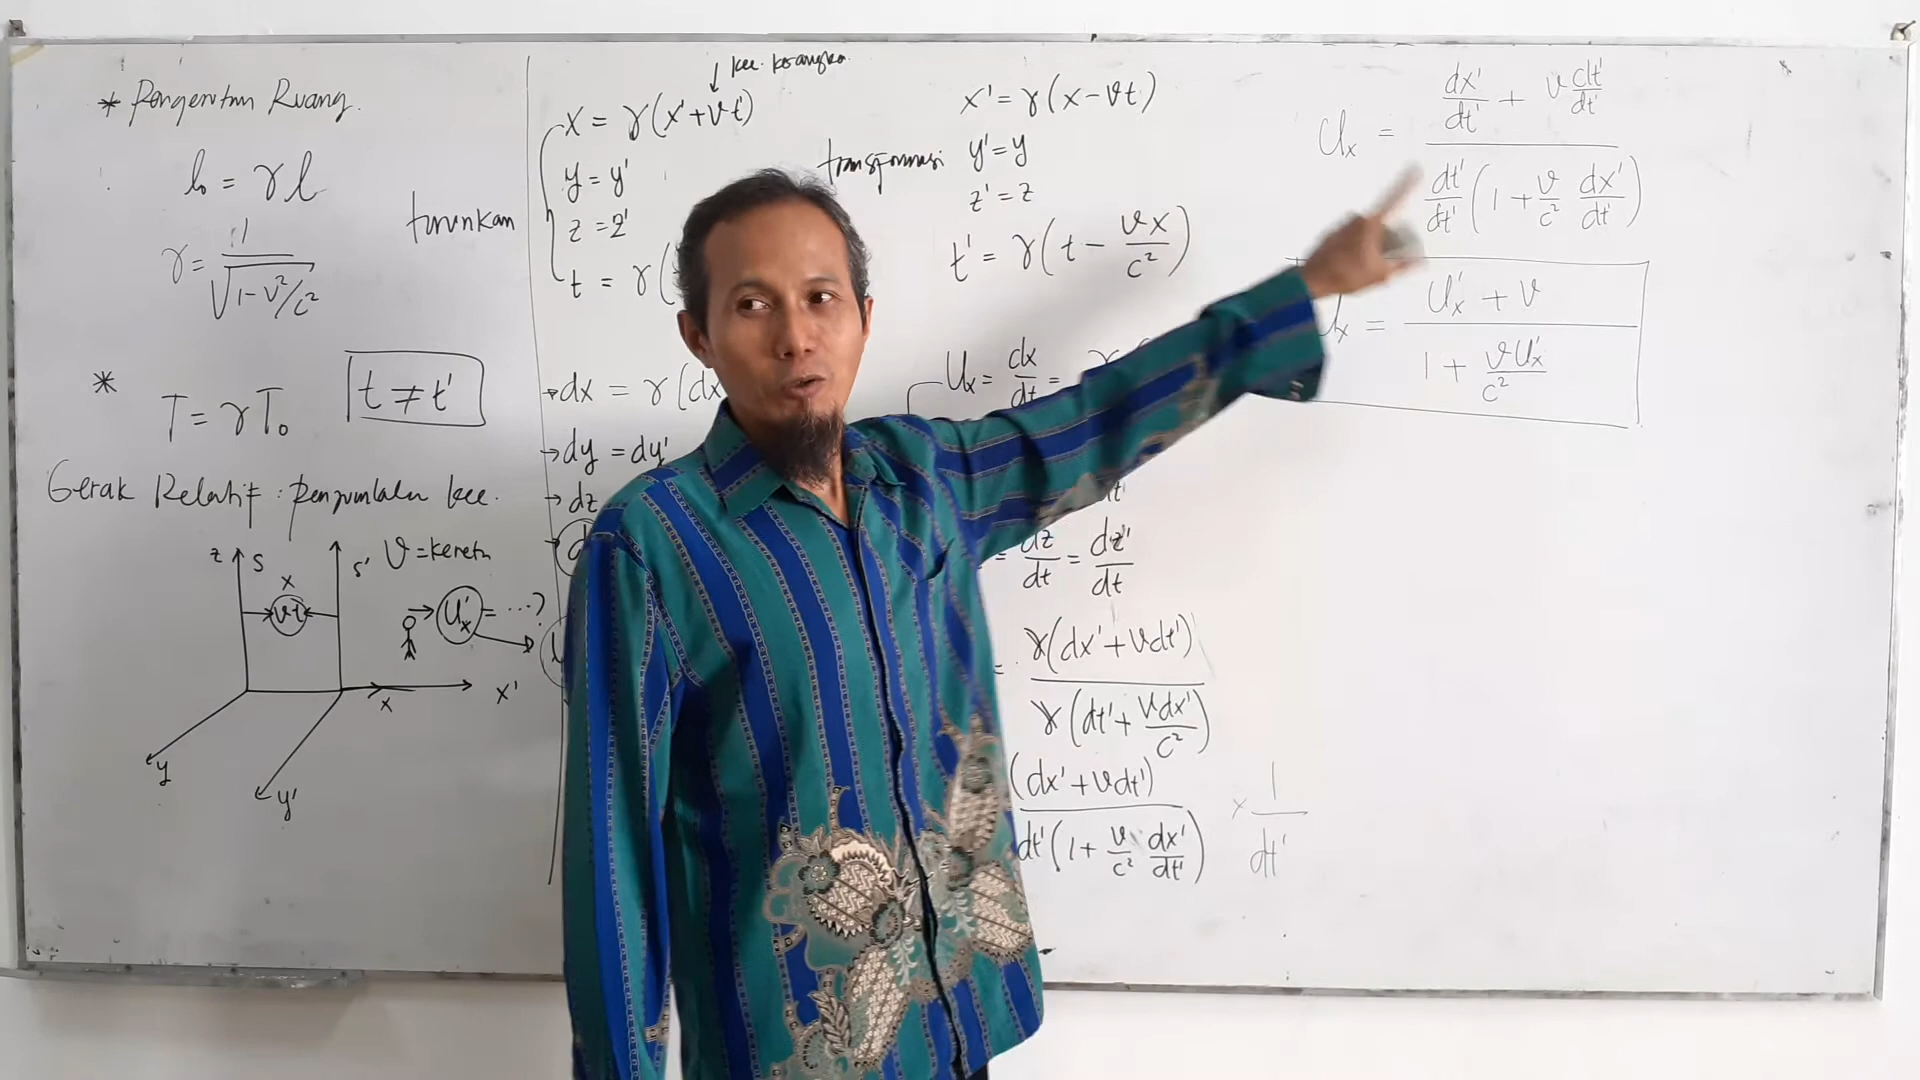 * Pengerutan Ruang.
l₀ = γl
γ = 1/√(1-v²/c²)
*
T = γT₀
t ≠ t'
Gerak Relatif : penjumlahan kec.
z S S' v = kereta
x
vt
U'x = ...?
x x'
y y'
turunkan
kec. kerangka
x = γ(x'+vt')
y = y'
z = z'
t = γ(
dx = γ(dx
dy = dy'
dz
transformasi
x' = γ(x-vt)
y' = y
z' = z
t' = γ(t - vx/c²)
Ux = dx/dt =
= dz/dt = dz'/dt
= γ(dx'+vdt')/γ(dt'+vdx'/c²)
(dx'+vdt')/dt'(1+v/c² dx'/dt') × 1/dt'
Ux = (dx'/dt' + v dt'/dt')/(dt'/dt'(1+v/c² dx'/dt'))
Ux = (U'x + v)/(1 + vU'x/c²)